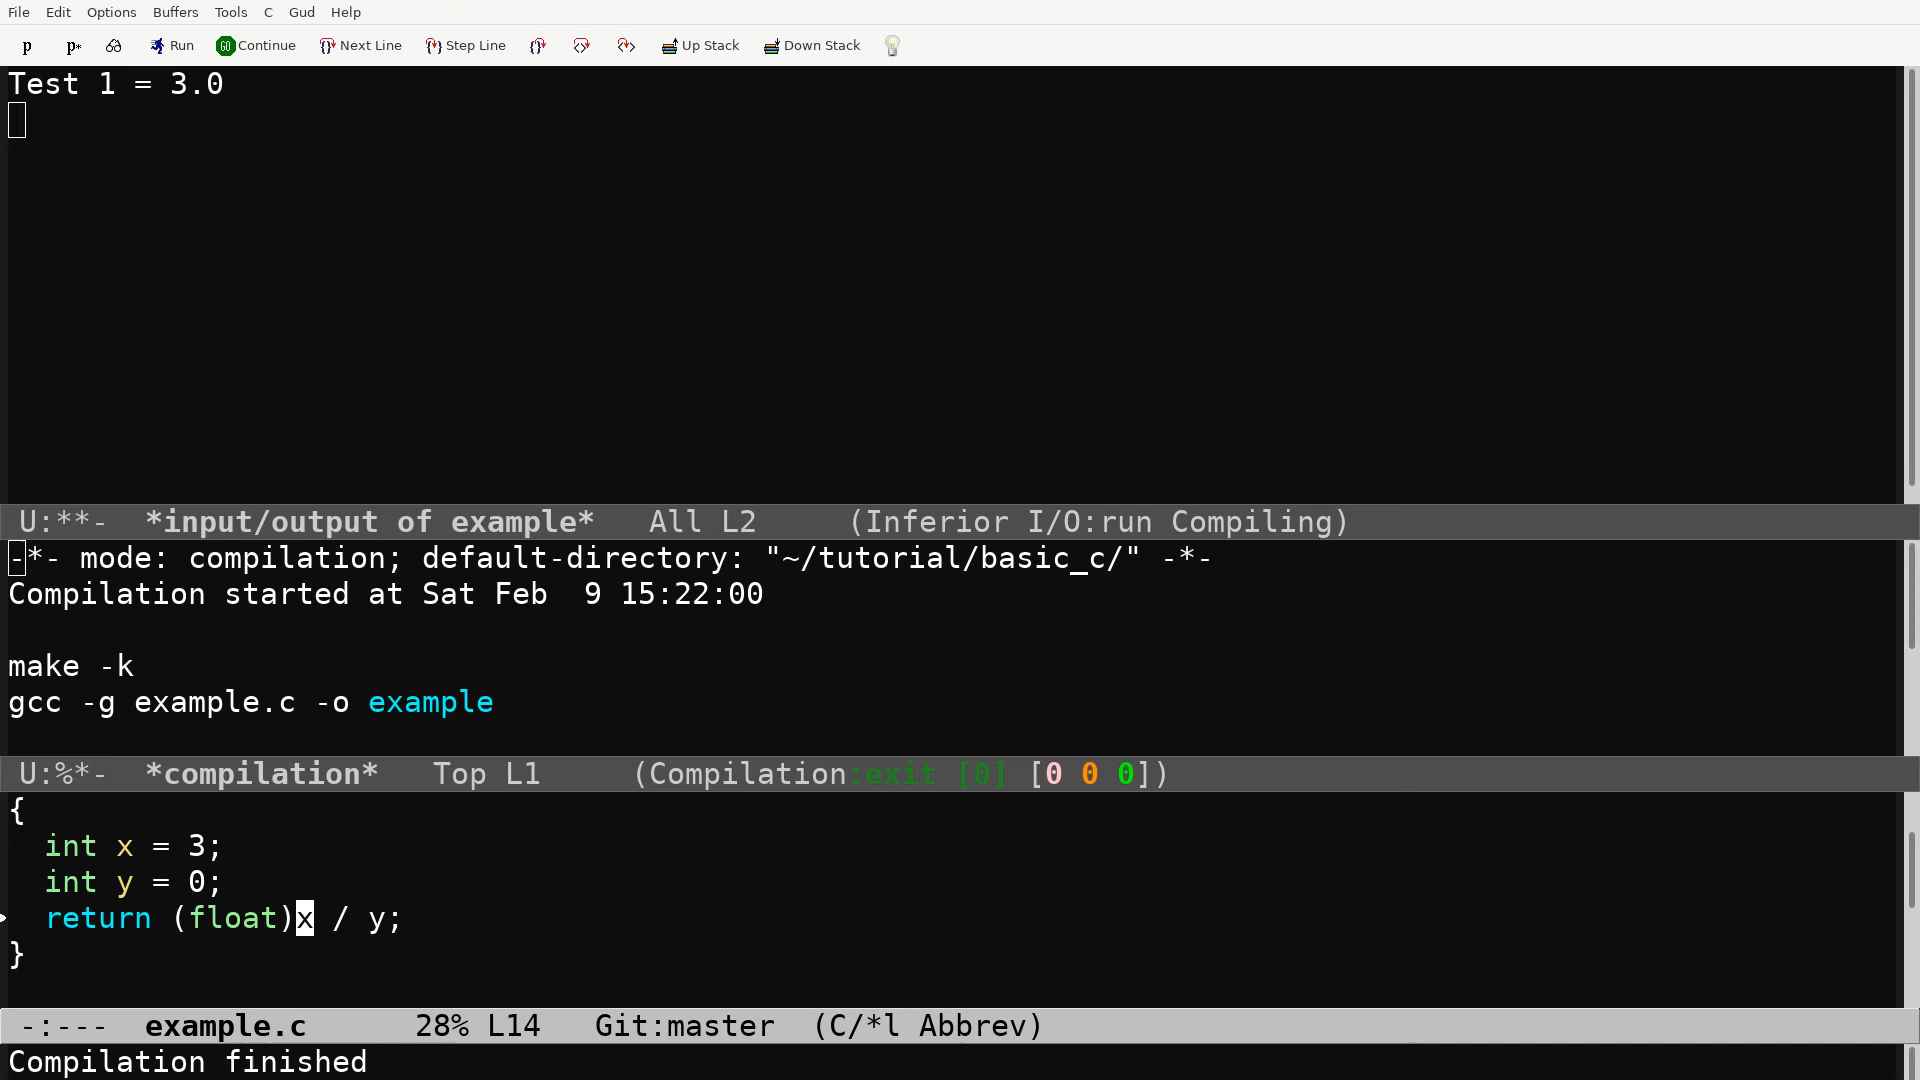 File Edit Options Buffers Tools C Gud Help
p p* Run GO Continue Next Line Step Line Up Stack Down Stack
Test 1 = 3.0
U:**-  *input/output of example*   All L2     (Inferior I/O:run Compiling)
-*- mode: compilation; default-directory: "~/tutorial/basic_c/" -*-
Compilation started at Sat Feb  9 15:22:00
make -k
gcc -g example.c -o example
U:%*-  *compilation*   Top L1     (Compilation:exit [0] [0 0 0])
{
  int x = 3;
  int y = 0;
  return (float)x / y;
}
-:---  example.c      28% L14   Git:master  (C/*l Abbrev)
Compilation finished